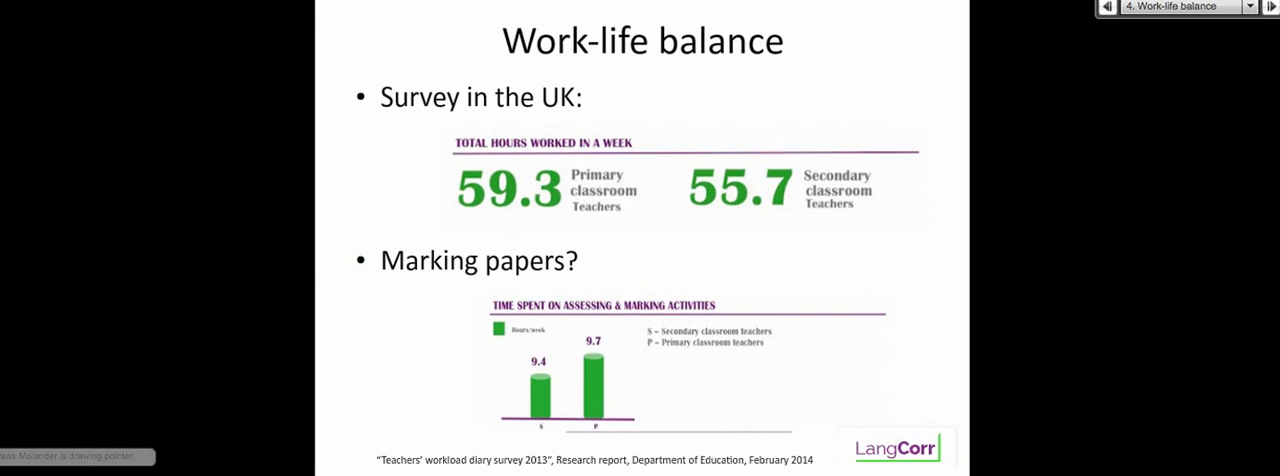 4. Work-life balance
Work-life balance
• Survey in the UK:
TOTAL HOURS WORKED IN A WEEK
59.3 Primary classroom Teachers
55.7 Secondary classroom Teachers
• Marking papers?
TIME SPENT ON ASSESSING & MARKING ACTIVITIES
Hours/week
S – Secondary classroom teachers
P – Primary classroom teachers
9.7
9.4
S P
LangCorr
"Teachers' workload diary survey 2013", Research report, Department of Education, February 2014
eas Molander is drawing pointer